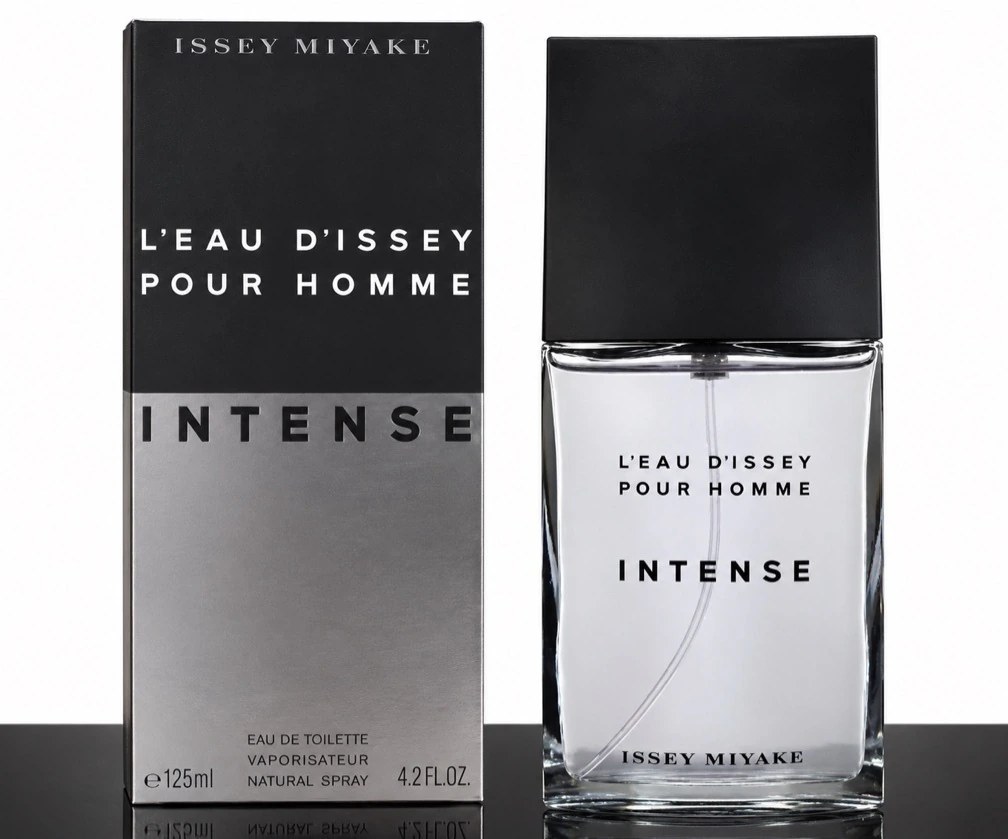 ISSEY MIYAKE
L'EAU D'ISSEY
POUR HOMME
INTENSE
EAU DE TOILETTE
VAPORISATEUR
NATURAL SPRAY
℮125ml
4.2 FL.OZ.
L'EAU D'ISSEY
POUR HOMME
INTENSE
ISSEY MIYAKE